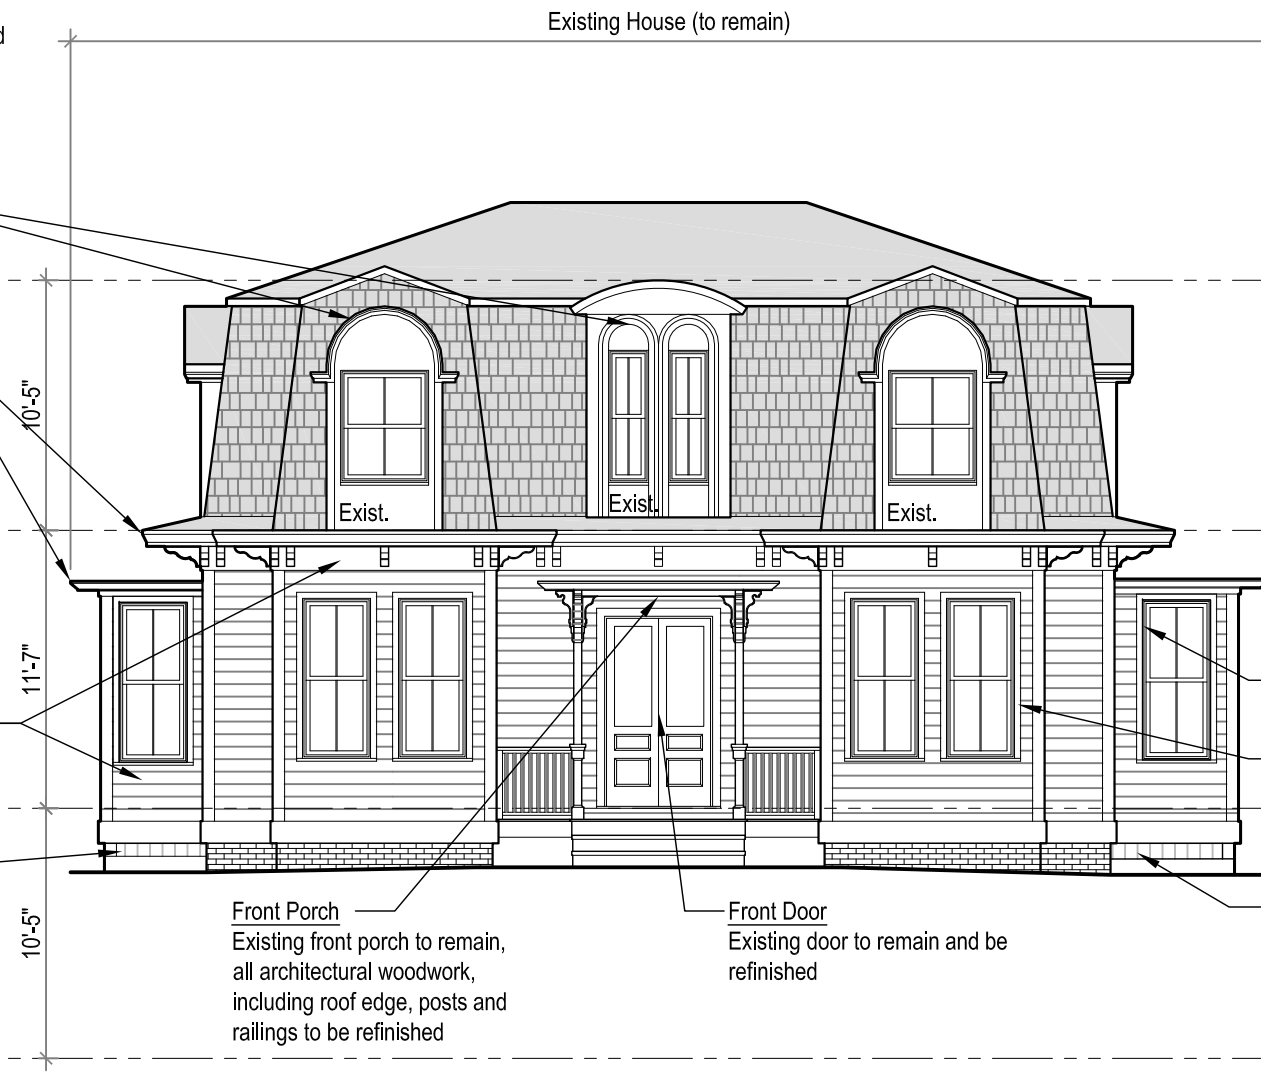 Existing House (to remain)
d
10'-5"
Exist.
Exist.
Exist.
11'-7"
10'-5"
Front Porch
Existing front porch to remain,
all architectural woodwork,
including roof edge, posts and
railings to be refinished
Front Door
Existing door to remain and be
refinished